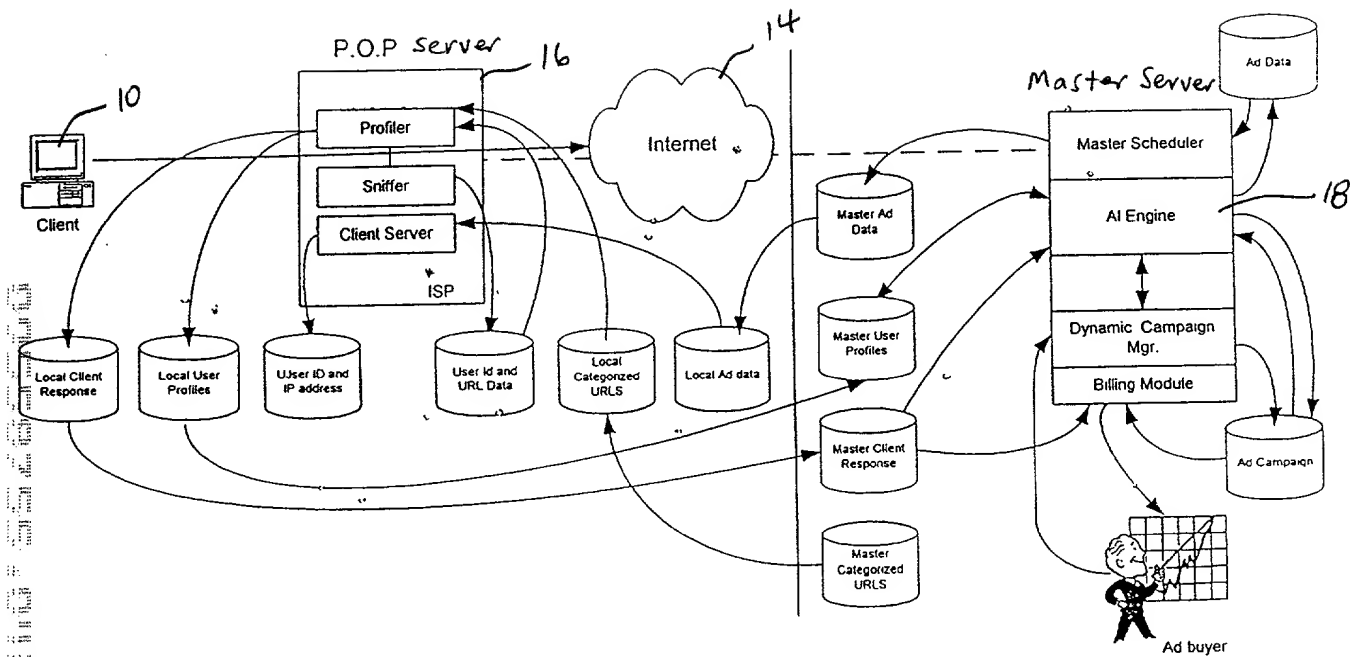 P.O.P Server
16
14
10
Master Server
Ad Data
Profiler
Sniffer
Client Server
ISP
Client
Internet
Master Scheduler
AI Engine
18
Dynamic Campaign
Mgr.
Billing Module
Master Ad
Data
Local Client
Response
Local User
Profiles
UJser ID and
IP address
User Id and
URL Data
Local
Categorized
URLS
Local Ad data
Master User
Profiles
Master Client
Response
Master
Categorized
URLS
Ad Campaign
Ad buyer